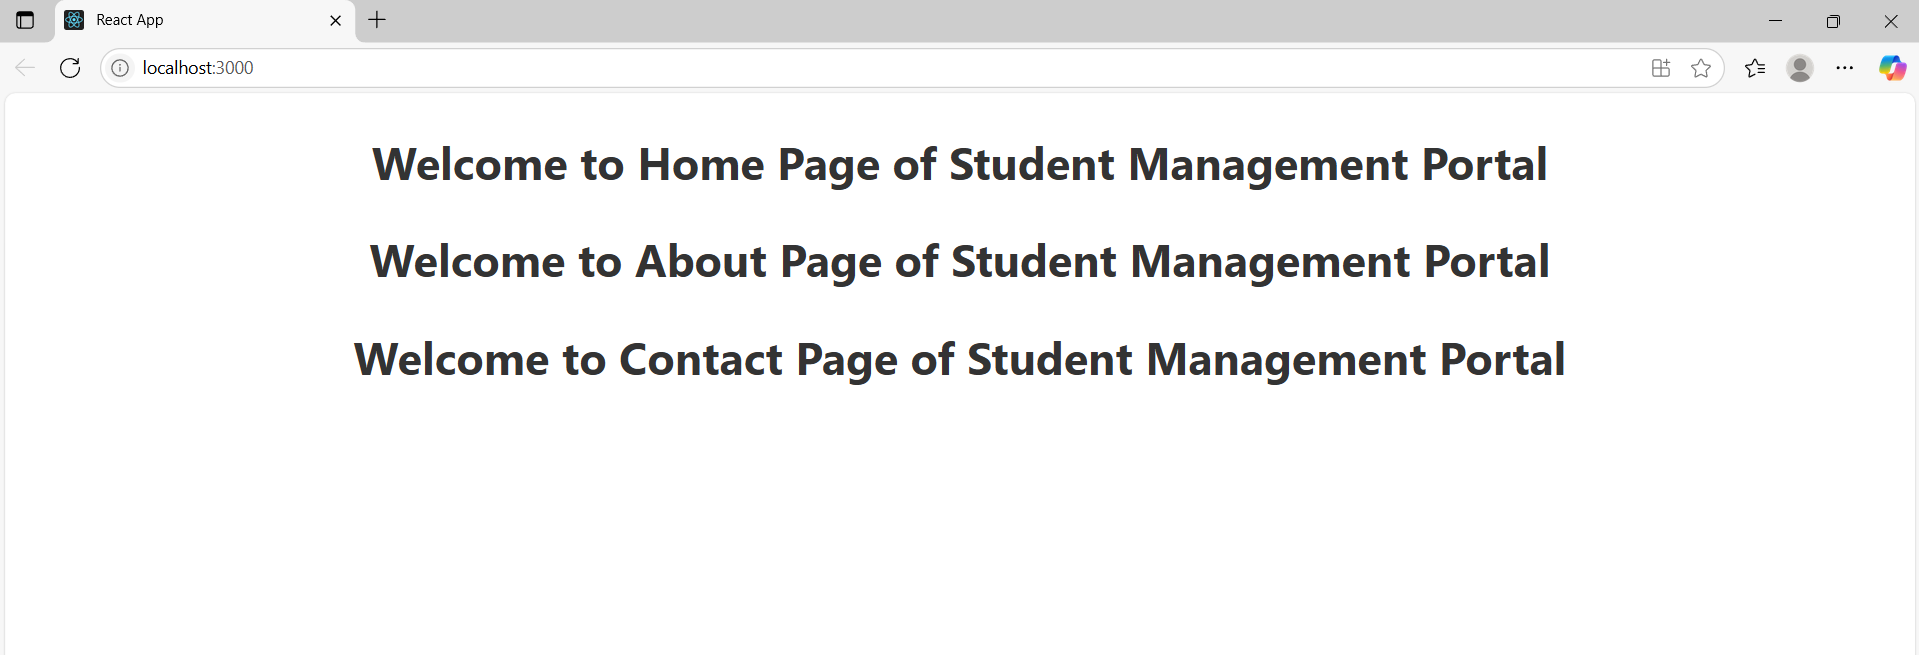 React App
localhost:3000
Welcome to Home Page of Student Management Portal
Welcome to About Page of Student Management Portal
Welcome to Contact Page of Student Management Portal